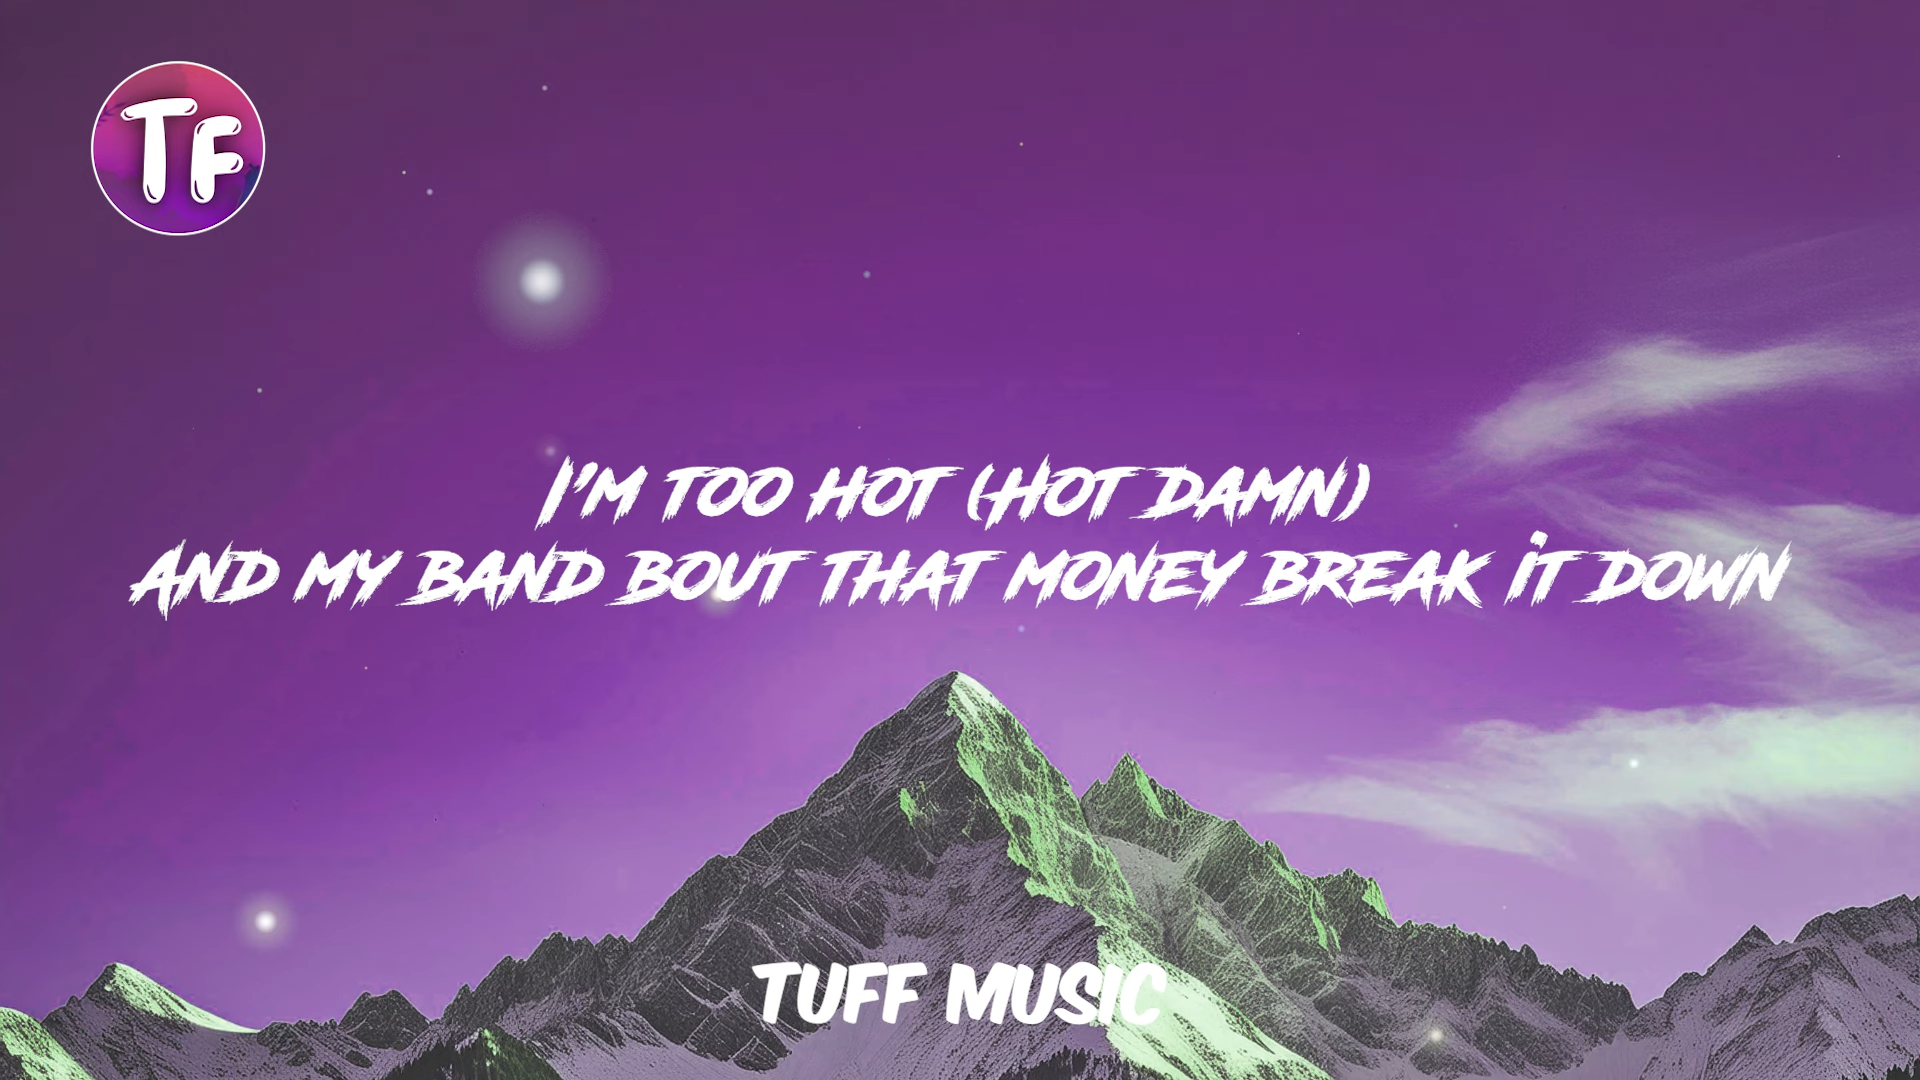 TF
I'M TOO HOT (HOT DAMN)
AND MY BAND BOUT THAT MONEY BREAK IT DOWN
TUFF MUSIC